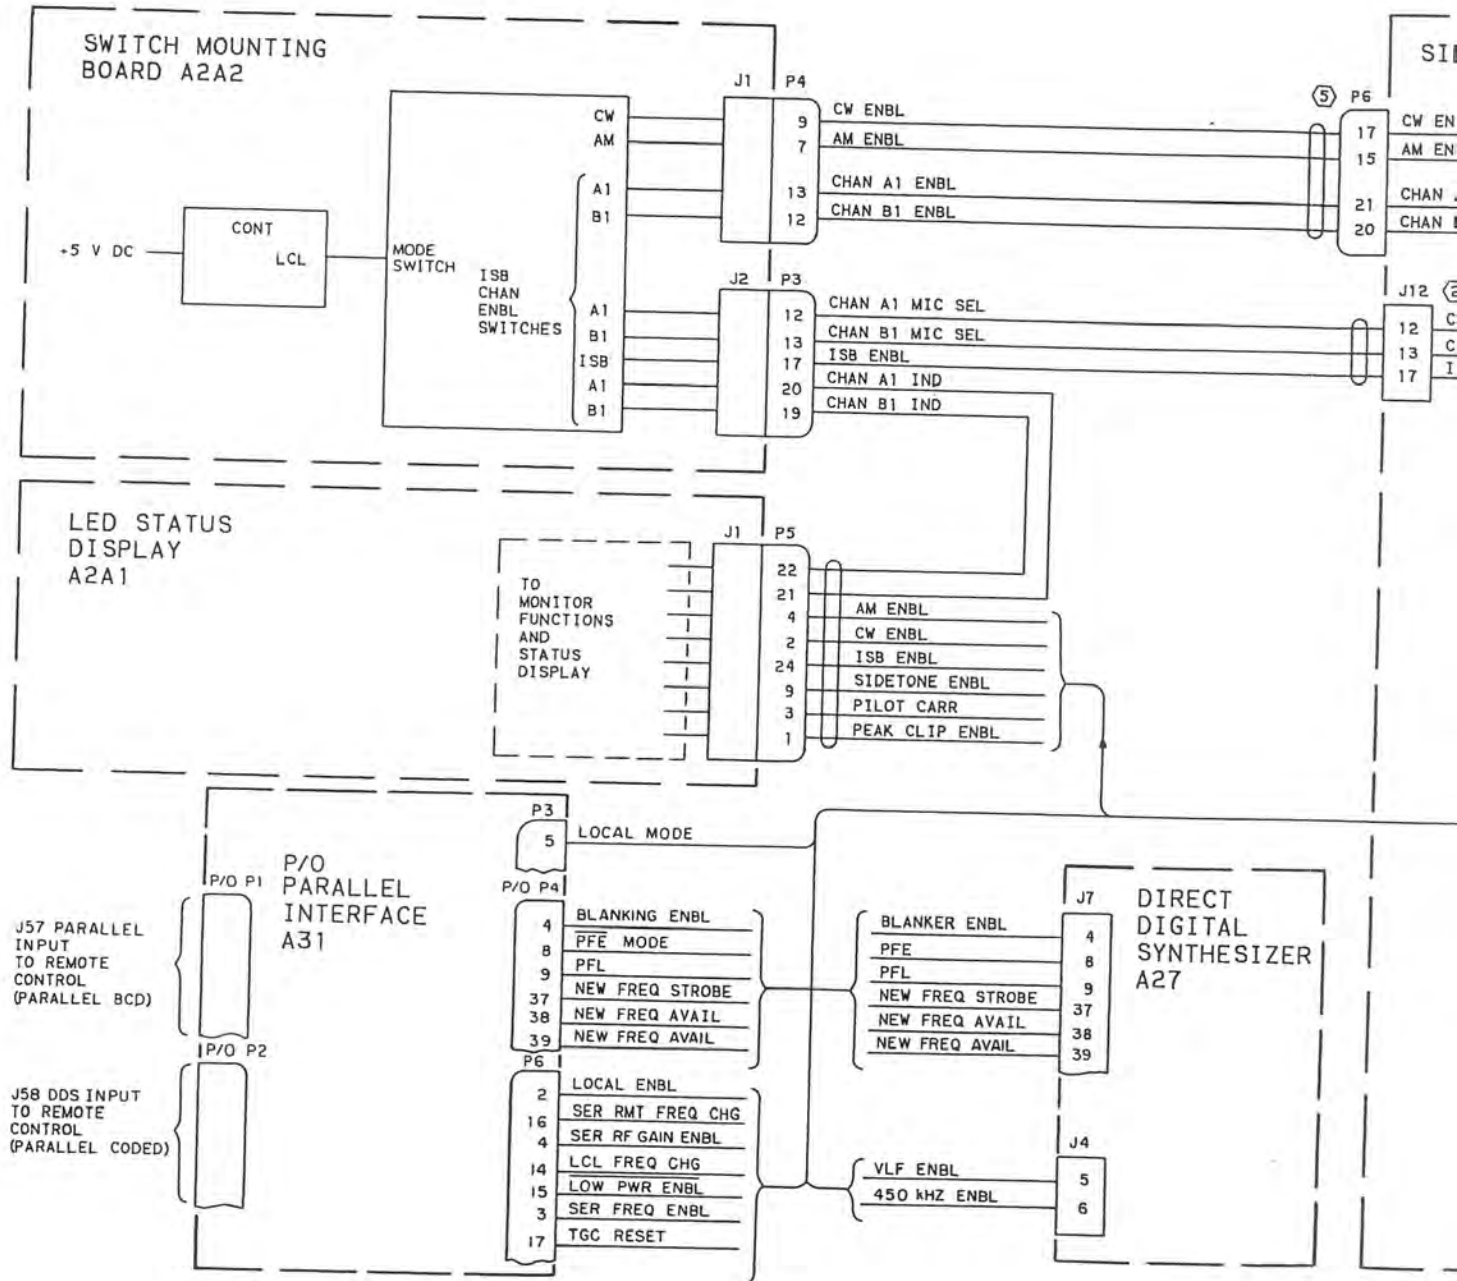 SWITCH MOUNTING
BOARD A2A2
+5 V DC
CONT
LCL
MODE
SWITCH
ISB
CHAN
ENBL
SWITCHES
CW
AM
A1
B1
A1
B1
ISB
A1
B1
J1 P4
9 CW ENBL
7 AM ENBL
13 CHAN A1 ENBL
12 CHAN B1 ENBL
J2 P3
12 CHAN A1 MIC SEL
13 CHAN B1 MIC SEL
17 ISB ENBL
20 CHAN A1 IND
19 CHAN B1 IND
5 P6
17 CW EN
15 AM EN
21 CHAN
20 CHAN
J12
12 C
13 C
17 I
LED STATUS
DISPLAY
A2A1
TO
MONITOR
FUNCTIONS
AND
STATUS
DISPLAY
J1 P5
22
21
4 AM ENBL
2 CW ENBL
24 ISB ENBL
9 SIDETONE ENBL
3 PILOT CARR
1 PEAK CLIP ENBL
P/O
PARALLEL
INTERFACE
A31
P3
5 LOCAL MODE
P/O P1
J57 PARALLEL
INPUT
TO REMOTE
CONTROL
(PARALLEL BCD)
P/O P2
J58 DDS INPUT
TO REMOTE
CONTROL
(PARALLEL CODED)
P/O P4
4 BLANKING ENBL
8 PFE MODE
9 PFL
37 NEW FREQ STROBE
38 NEW FREQ AVAIL
39 NEW FREQ AVAIL
P6
2 LOCAL ENBL
16 SER RMT FREQ CHG
4 SER RF GAIN ENBL
14 LCL FREQ CHG
15 LOW PWR ENBL
3 SER FREQ ENBL
17 TGC RESET
DIRECT
DIGITAL
SYNTHESIZER
A27
J7
BLANKER ENBL 4
PFE 8
PFL 9
NEW FREQ STROBE 37
NEW FREQ AVAIL 38
NEW FREQ AVAIL 39
J4
VLF ENBL 5
450 kHZ ENBL 6